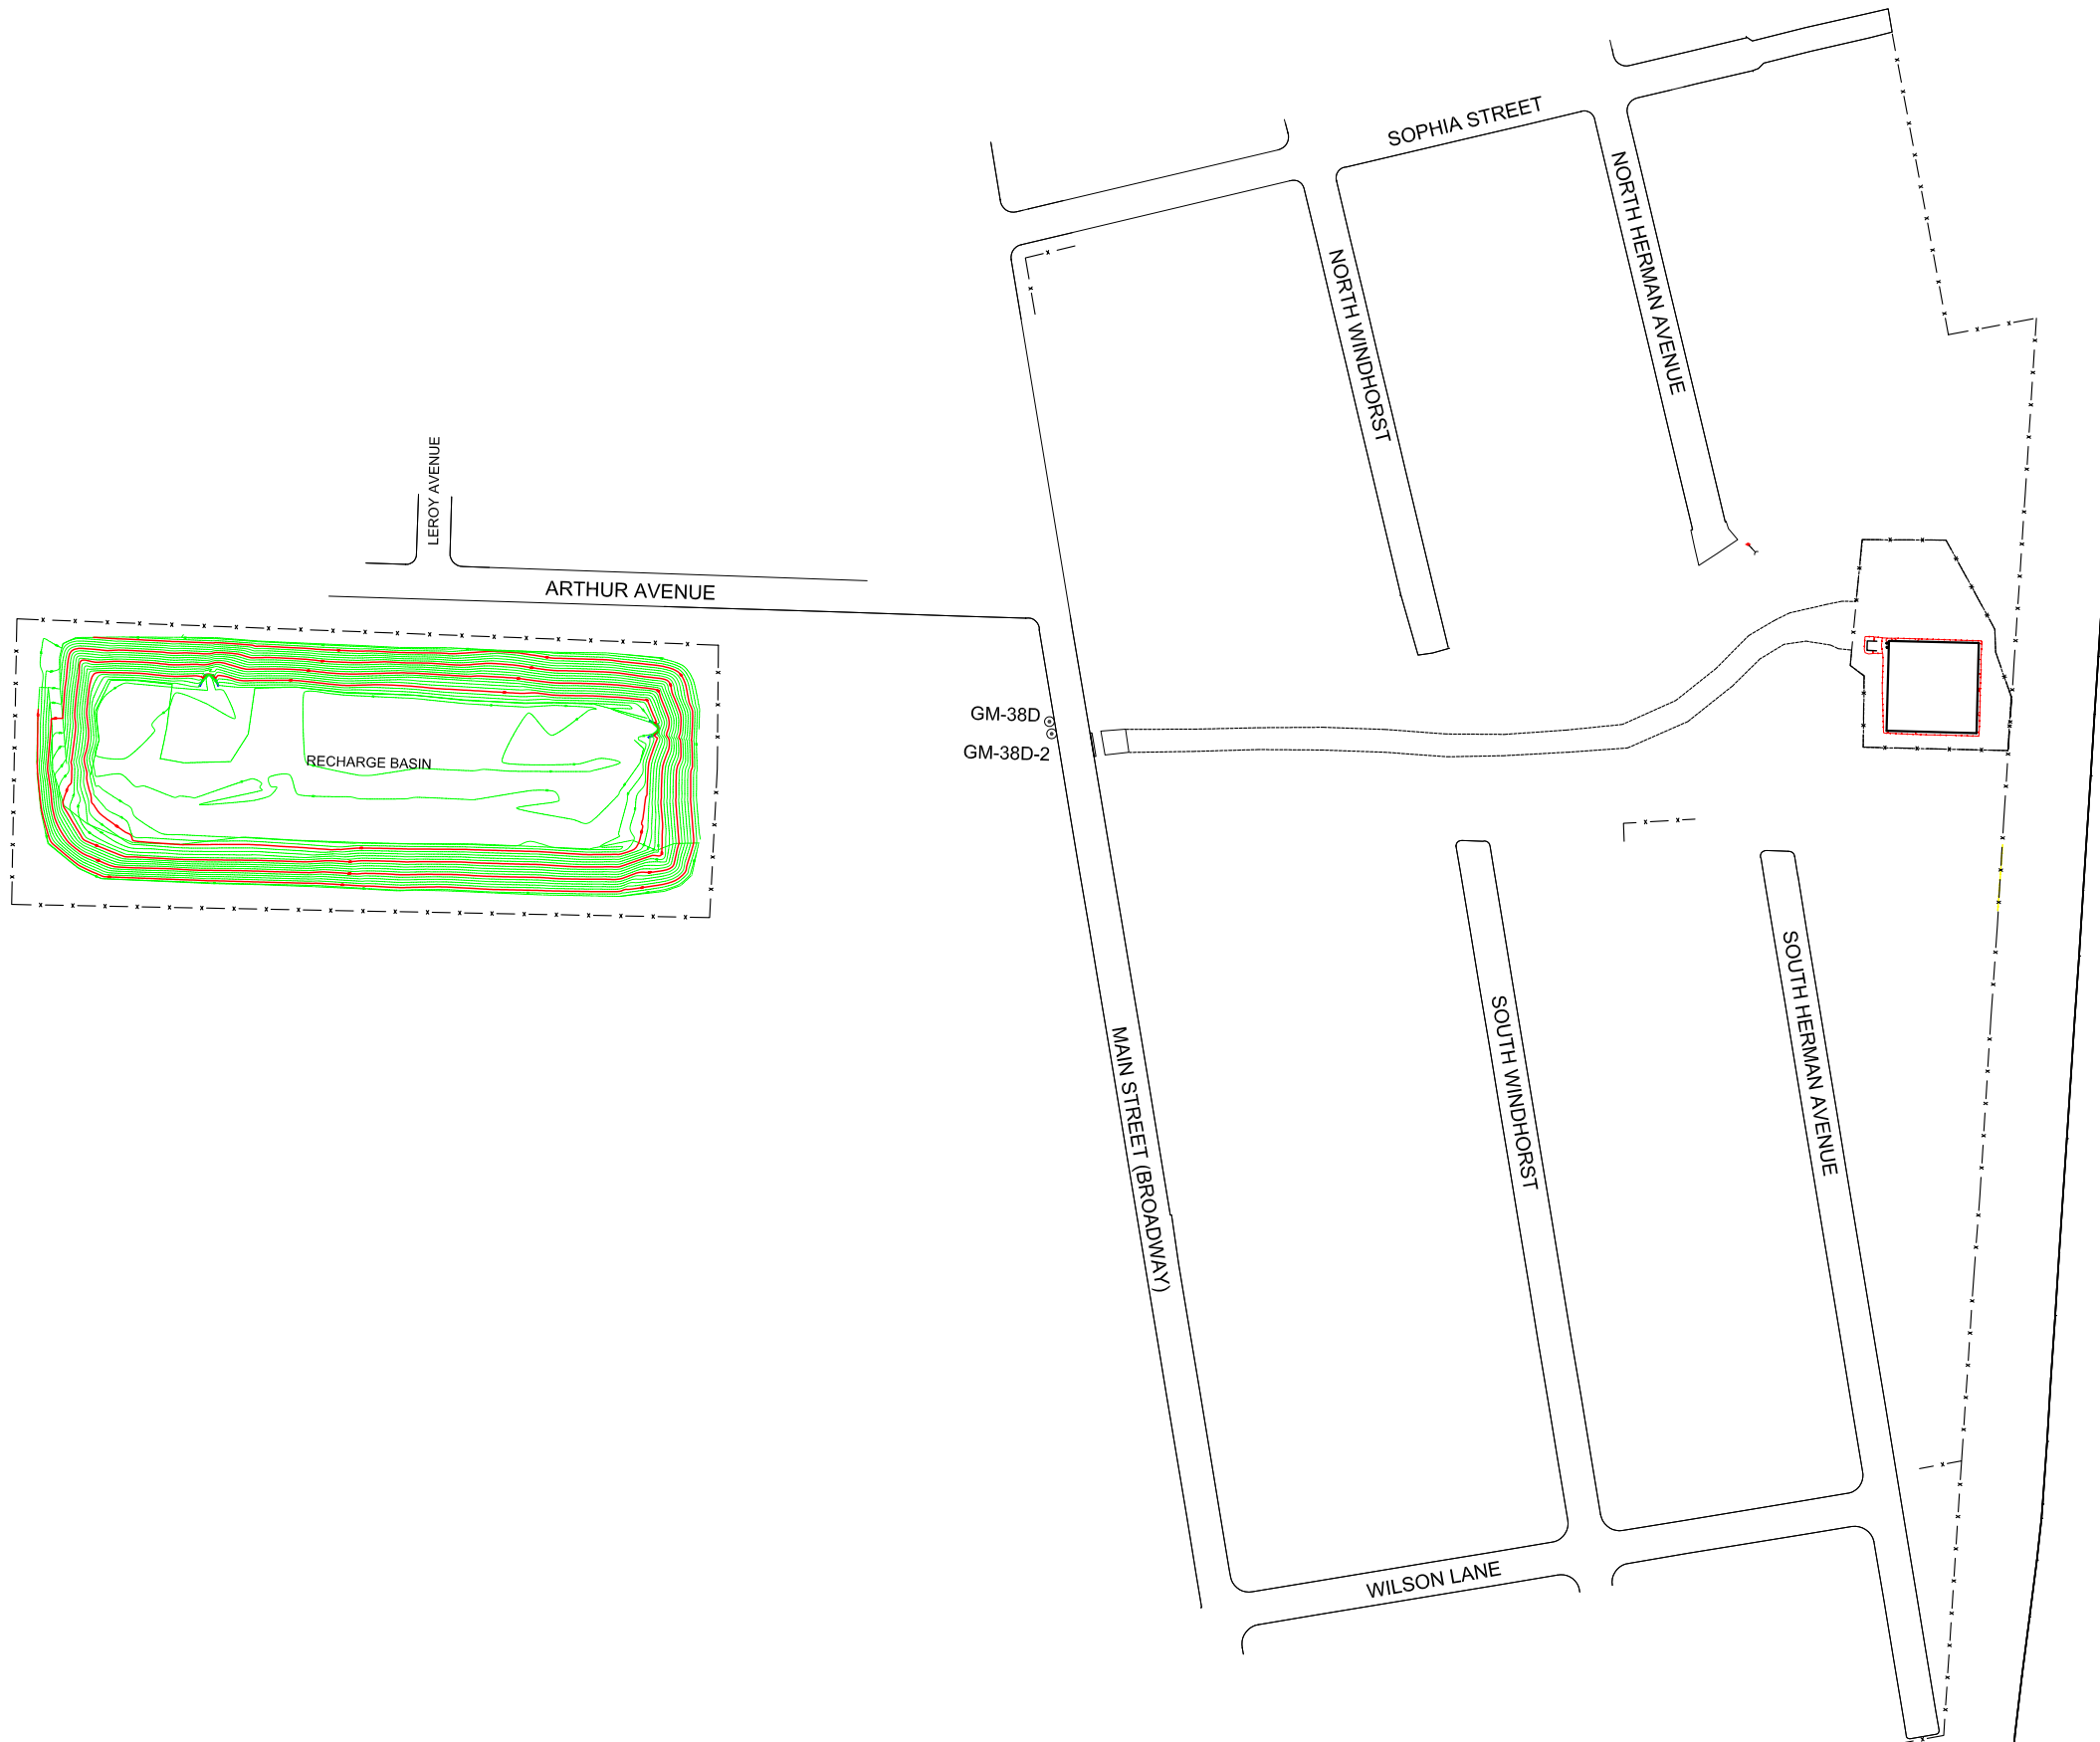 SOPHIA STREET
NORTH HERMAN AVENUE
NORTH WINDHORST
LEROY AVENUE
ARTHUR AVENUE
GM-38D
GM-38D-2
RECHARGE BASIN
SOUTH HERMAN AVENUE
SOUTH WINDHORST
MAIN STREET (BROADWAY)
WILSON LANE